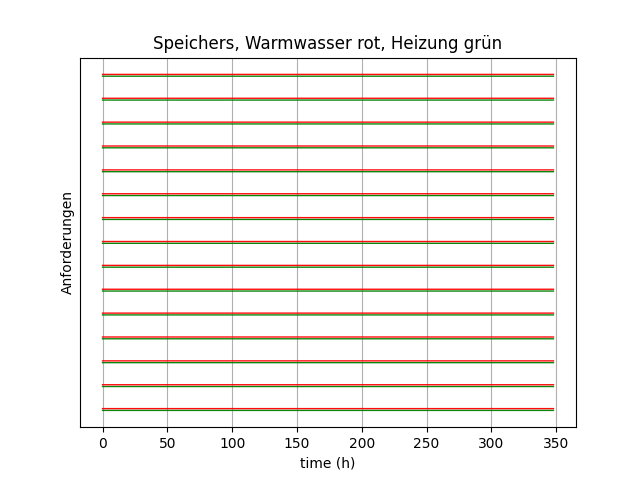 Speichers, Warmwasser rot, Heizung grün
Anforderungen
0 50 100 150 200 250 300 350
time (h)